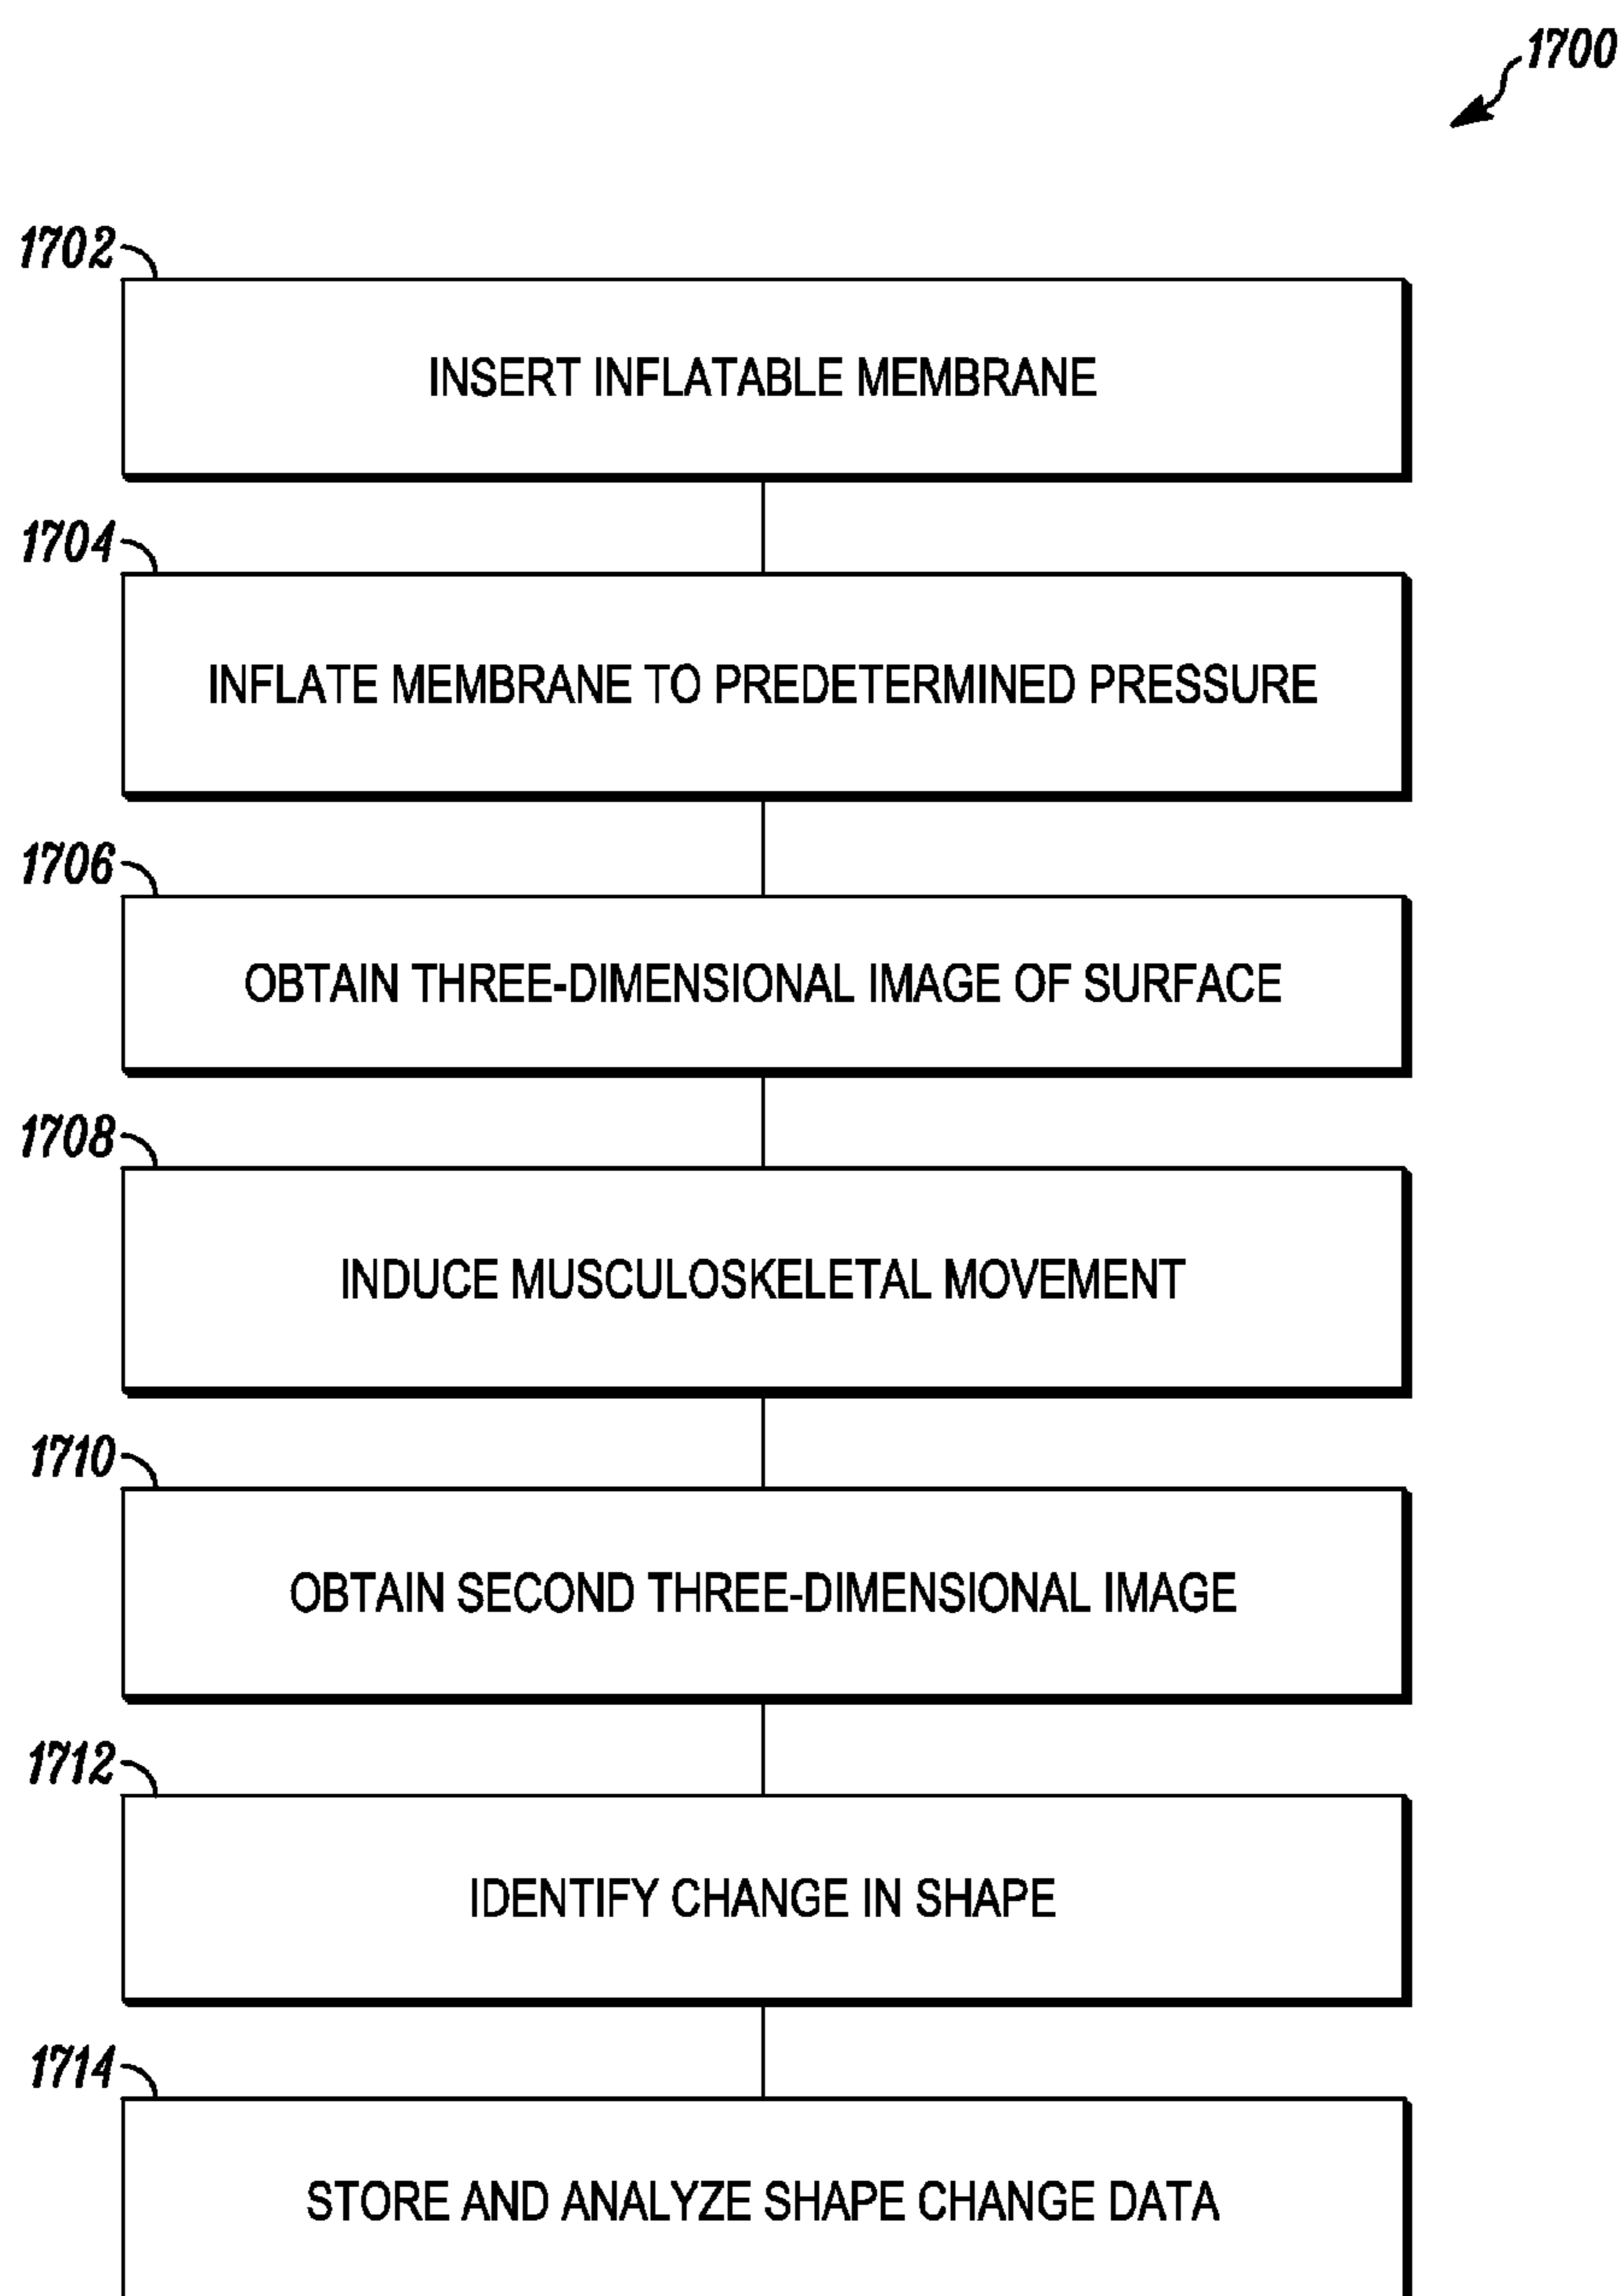 1700
1702
INSERT INFLATABLE MEMBRANE
1704
INFLATE MEMBRANE TO PREDETERMINED PRESSURE
1706
OBTAIN THREE-DIMENSIONAL IMAGE OF SURFACE
1708
INDUCE MUSCULOSKELETAL MOVEMENT
1710
OBTAIN SECOND THREE-DIMENSIONAL IMAGE
1712
IDENTIFY CHANGE IN SHAPE
1714
STORE AND ANALYZE SHAPE CHANGE DATA